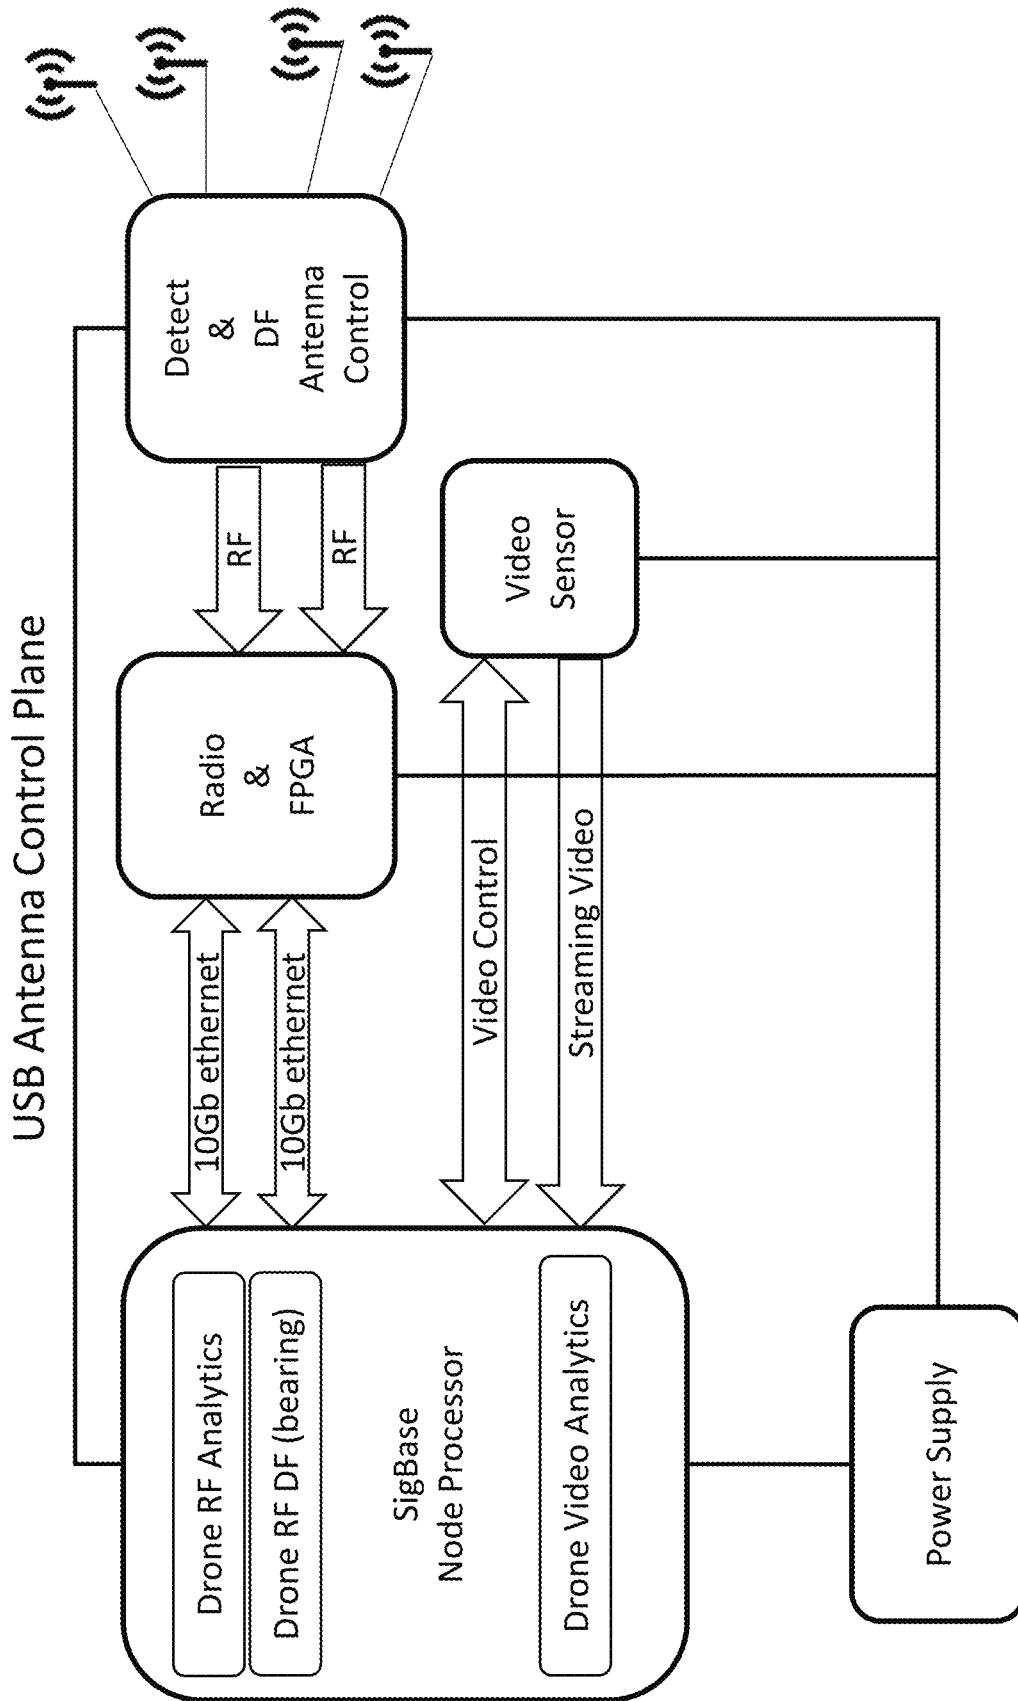 USB Antenna Control Plane
Drone RF Analytics
Drone RF DF (bearing)
SigBase
Node Processor
Drone Video Analytics
10Gb ethernet
10Gb ethernet
Radio
&
FPGA
RF
RF
Detect
&
DF
Antenna
Control
Video Control
Streaming Video
Video
Sensor
Power Supply